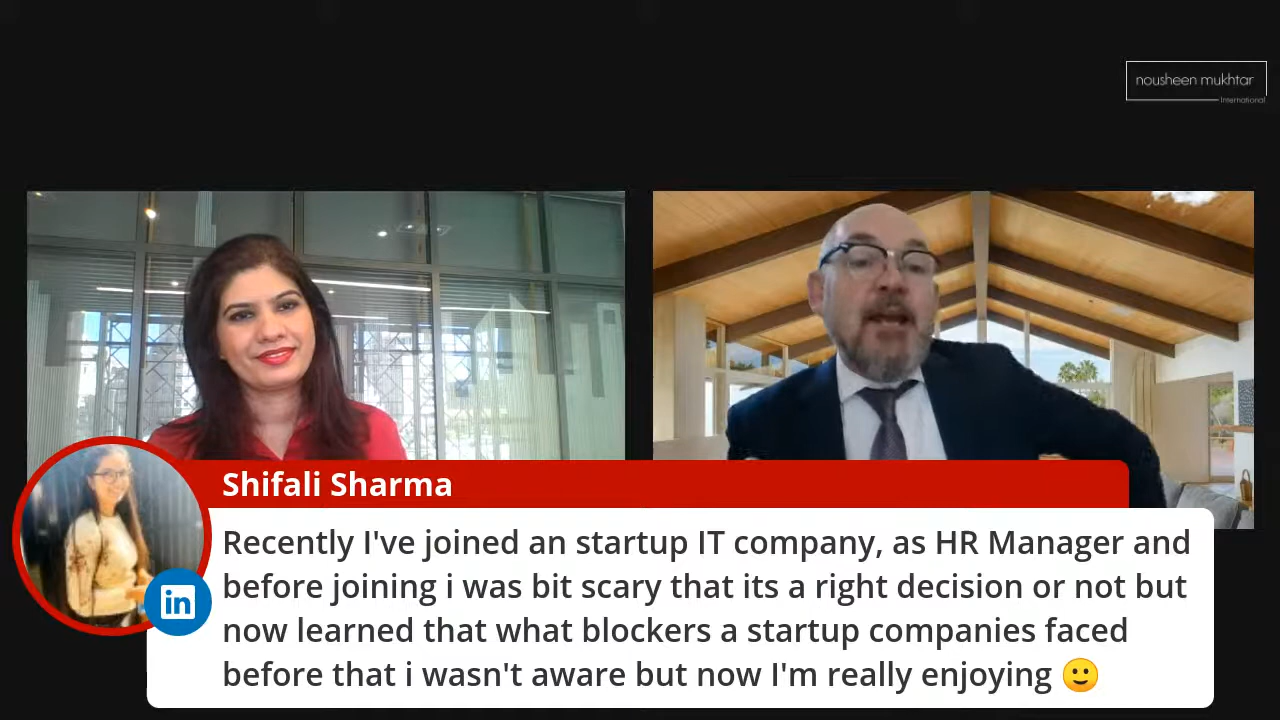 nousheen mukhtar
International
Shifali Sharma
Recently I've joined an startup IT company, as HR Manager and
before joining i was bit scary that its a right decision or not but
now learned that what blockers a startup companies faced
before that i wasn't aware but now I'm really enjoying 🙂
in